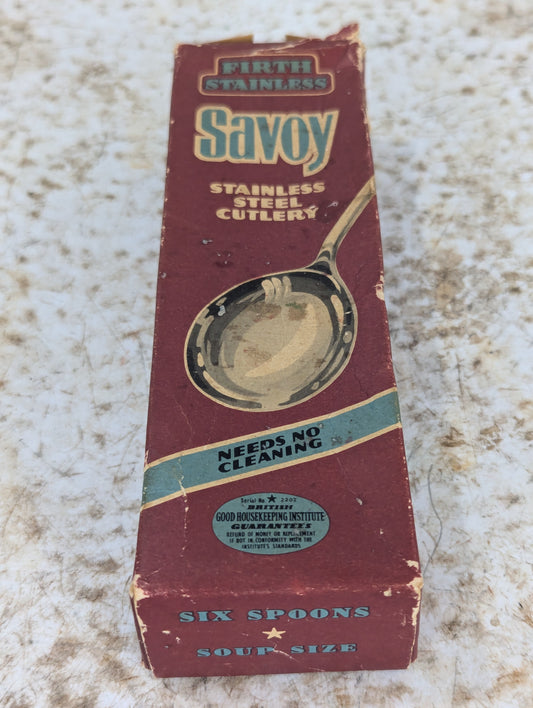 FIRTH
STAINLESS
Savoy
STAINLESS
STEEL
CUTLERY
NEEDS NO
CLEANING
Serial No. ★ 2202
BRITISH
GOOD HOUSEKEEPING INSTITUTE
GUARANTEES
REFUND OF MONEY OR REPLACEMENT
IF NOT IN CONFORMITY WITH THE
INSTITUTE'S STANDARDS
SIX SPOONS
★
SOUP SIZE